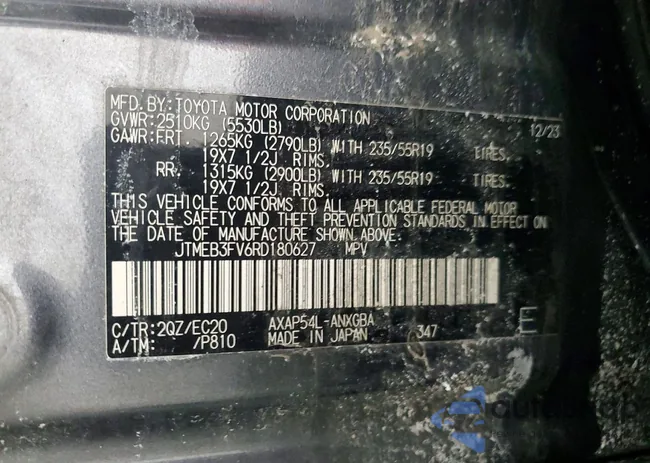 MFD.BY:TOYOTA MOTOR CORPORATION 12/23
GVWR:2510KG (5530LB)
GAWR:FRT. 1265KG (2790LB) WITH 235/55R19 TIRES,
19X7 1/2J RIMS.
RR. 1315KG (2900LB) WITH 235/55R19 TIRES,
19X7 1/2J RIMS.
THIS VEHICLE CONFORMS TO ALL APPLICABLE FEDERAL MOTOR
VEHICLE SAFETY AND THEFT PREVENTION STANDARDS IN EFFECT ON
THE DATE OF MANUFACTURE SHOWN ABOVE.
JTMEB3FV6RD180627 MPV
C/TR:2QZ/EC20 AXAP54L-ANXGBA
A/TM: /P810 MADE IN JAPAN 347 E